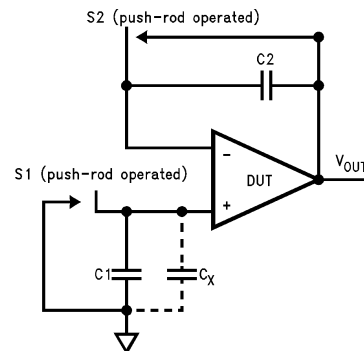 S2 (push-rod operated)
C2
−
DUT
VOUT
S1 (push-rod operated)
+
C1
CX